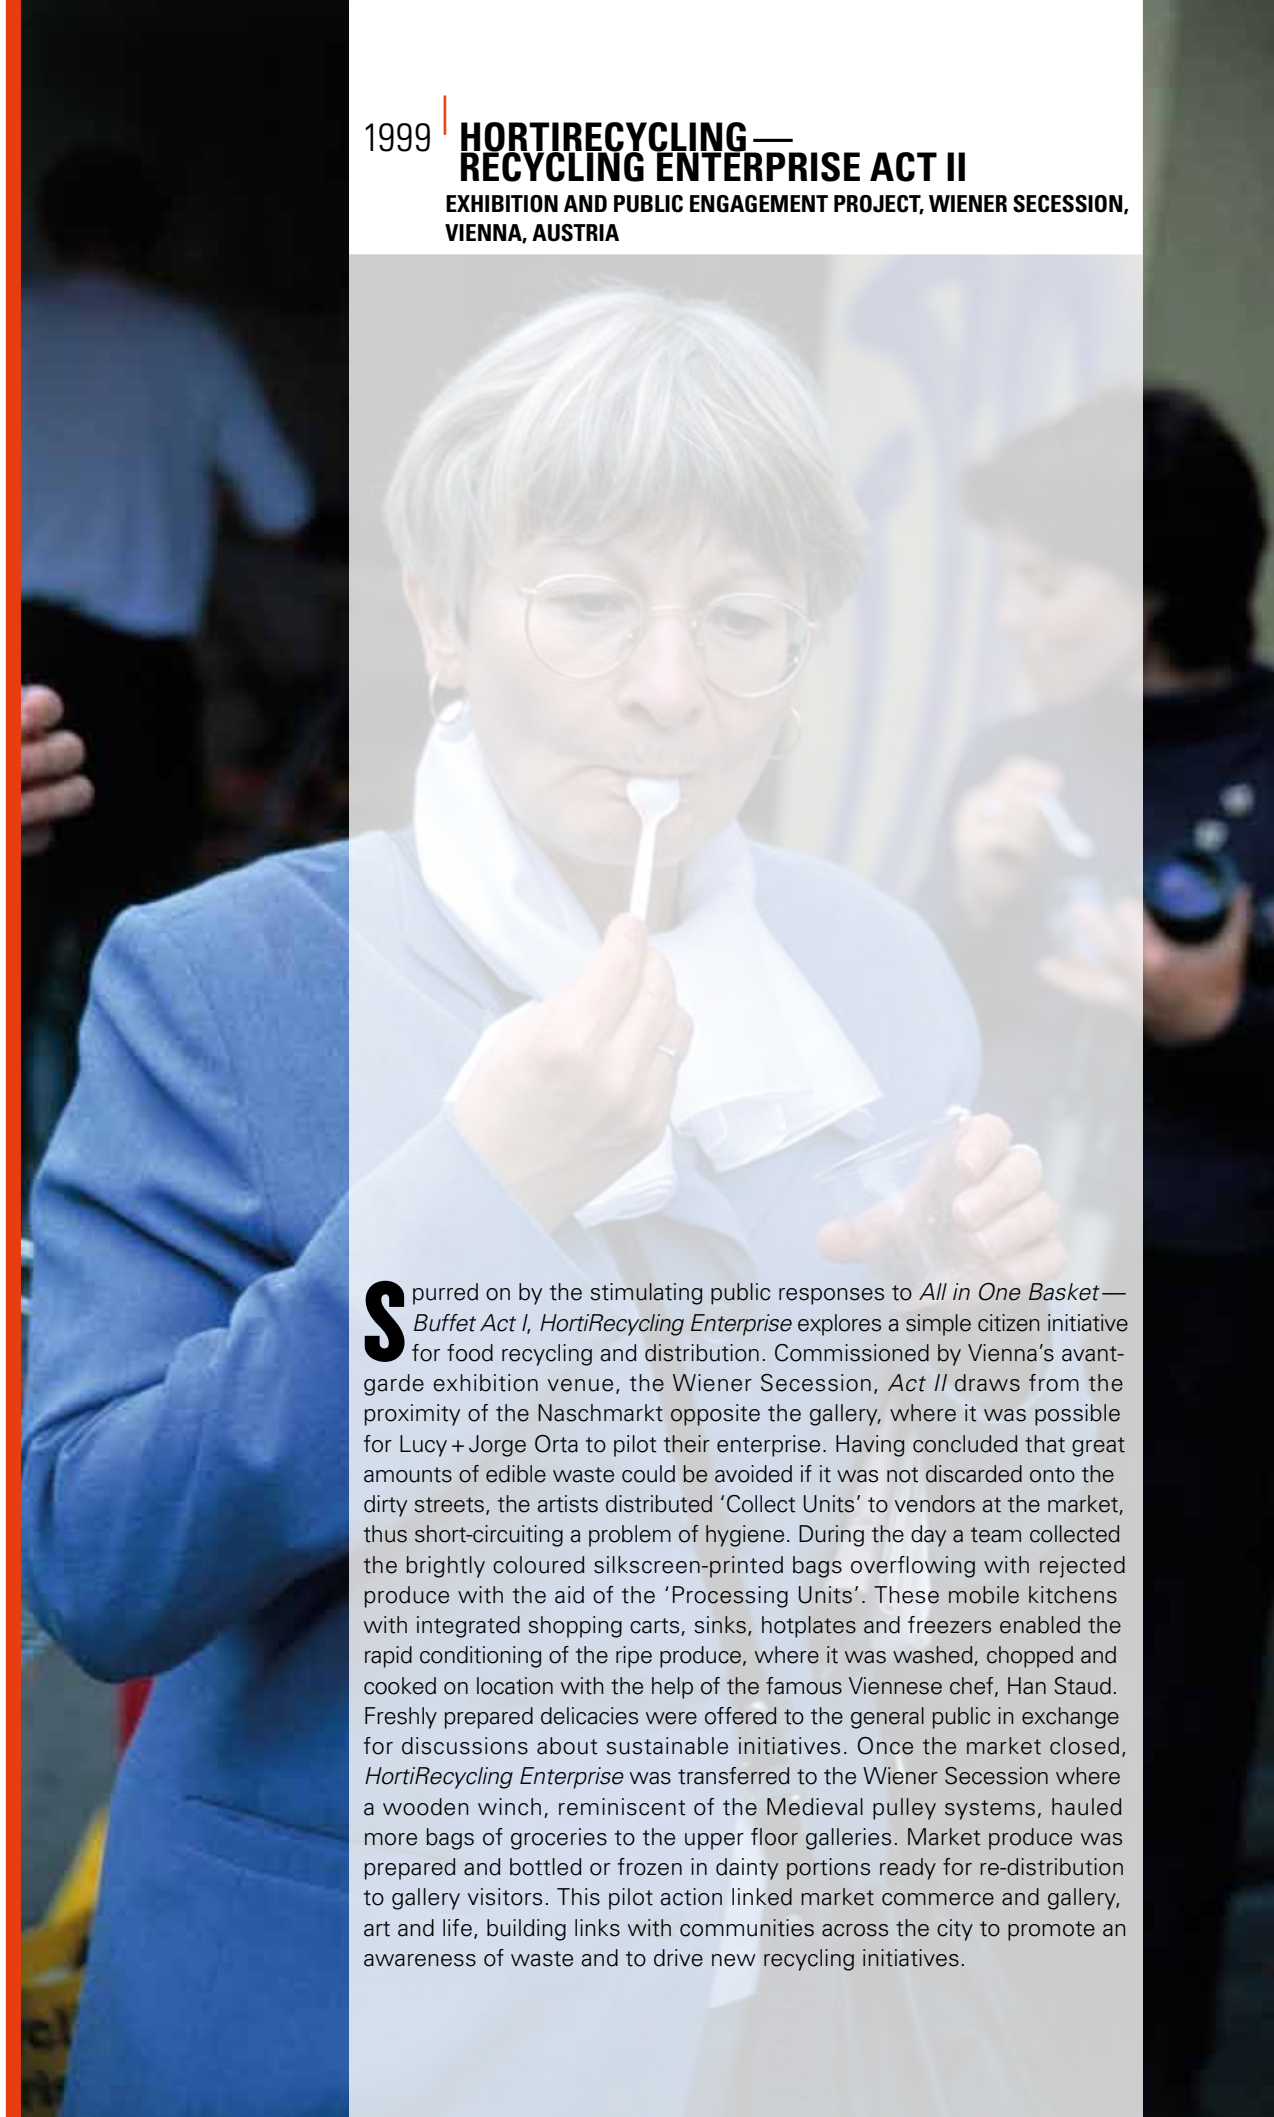 1999
HORTIRECYCLING—
RECYCLING ENTERPRISE ACT II
EXHIBITION AND PUBLIC ENGAGEMENT PROJECT, WIENER SECESSION,
VIENNA, AUSTRIA
Spurred on by the stimulating public responses to All in One Basket—
Buffet Act I, HortiRecycling Enterprise explores a simple citizen initiative
for food recycling and distribution. Commissioned by Vienna’s avant-
garde exhibition venue, the Wiener Secession, Act II draws from the
proximity of the Naschmarkt opposite the gallery, where it was possible
for Lucy + Jorge Orta to pilot their enterprise. Having concluded that great
amounts of edible waste could be avoided if it was not discarded onto the
dirty streets, the artists distributed ‘Collect Units’ to vendors at the market,
thus short-circuiting a problem of hygiene. During the day a team collected
the brightly coloured silkscreen-printed bags overflowing with rejected
produce with the aid of the ‘Processing Units’. These mobile kitchens
with integrated shopping carts, sinks, hotplates and freezers enabled the
rapid conditioning of the ripe produce, where it was washed, chopped and
cooked on location with the help of the famous Viennese chef, Han Staud.
Freshly prepared delicacies were offered to the general public in exchange
for discussions about sustainable initiatives. Once the market closed,
HortiRecycling Enterprise was transferred to the Wiener Secession where
a wooden winch, reminiscent of the Medieval pulley systems, hauled
more bags of groceries to the upper floor galleries. Market produce was
prepared and bottled or frozen in dainty portions ready for re-distribution
to gallery visitors. This pilot action linked market commerce and gallery,
art and life, building links with communities across the city to promote an
awareness of waste and to drive new recycling initiatives.